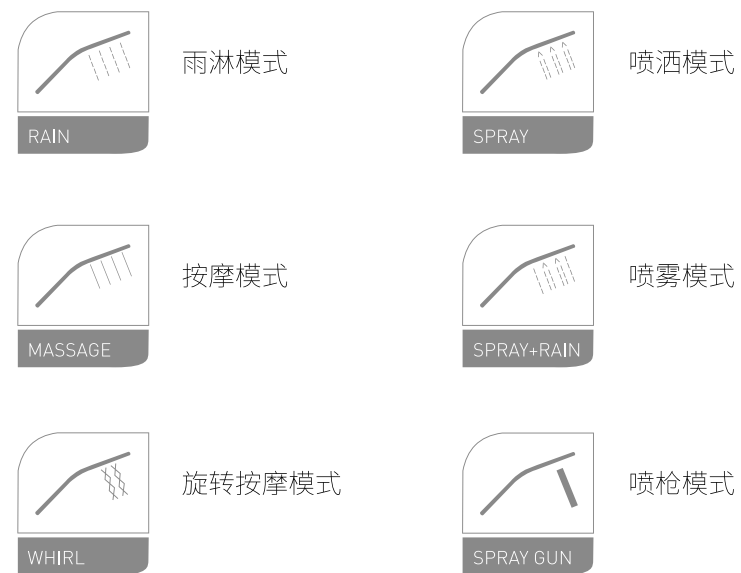 雨淋模式
RAIN
喷洒模式
SPRAY
按摩模式
MASSAGE
喷雾模式
SPRAY+RAIN
旋转按摩模式
WHIRL
喷枪模式
SPRAY GUN